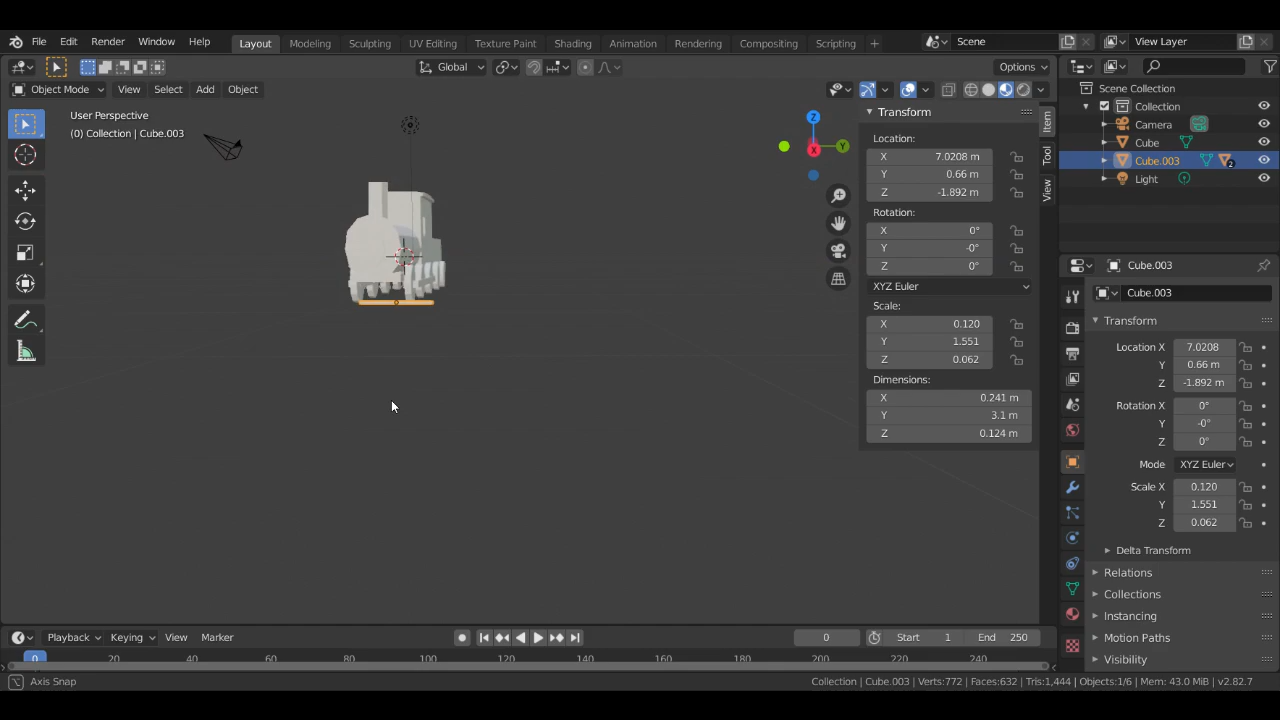 File Edit Render Window Help Layout Modeling Sculpting UV Editing Texture Paint Shading Animation Rendering Compositing Scripting + Scene View Layer
Global Options
Object Mode View Select Add Object
User Perspective
(0) Collection | Cube.003
Z
Y
X
Transform
Location:
X 7.0208 m
Y 0.66 m
Z -1.892 m
Rotation:
X 0°
Y -0°
Z 0°
XYZ Euler
Scale:
X 0.120
Y 1.551
Z 0.062
Dimensions:
X 0.241 m
Y 3.1 m
Z 0.124 m
Item
Tool
View
Scene Collection
Collection
Camera
Cube
Cube.003 2
Light
Cube.003
Cube.003
Transform
Location X 7.0208
Y 0.66 m
Z -1.892 m
Rotation X 0°
Y -0°
Z 0°
Mode XYZ Euler
Scale X 0.120
Y 1.551
Z 0.062
Delta Transform
Relations
Collections
Instancing
Motion Paths
Visibility
Playback Keying View Marker 0 Start 1 End 250
0 20 40 60 80 100 120 140 160 180 200 220 240
Axis Snap Collection | Cube.003 | Verts:772 | Faces:632 | Tris:1,444 | Objects:1/6 | Mem: 43.0 MiB | v2.82.7